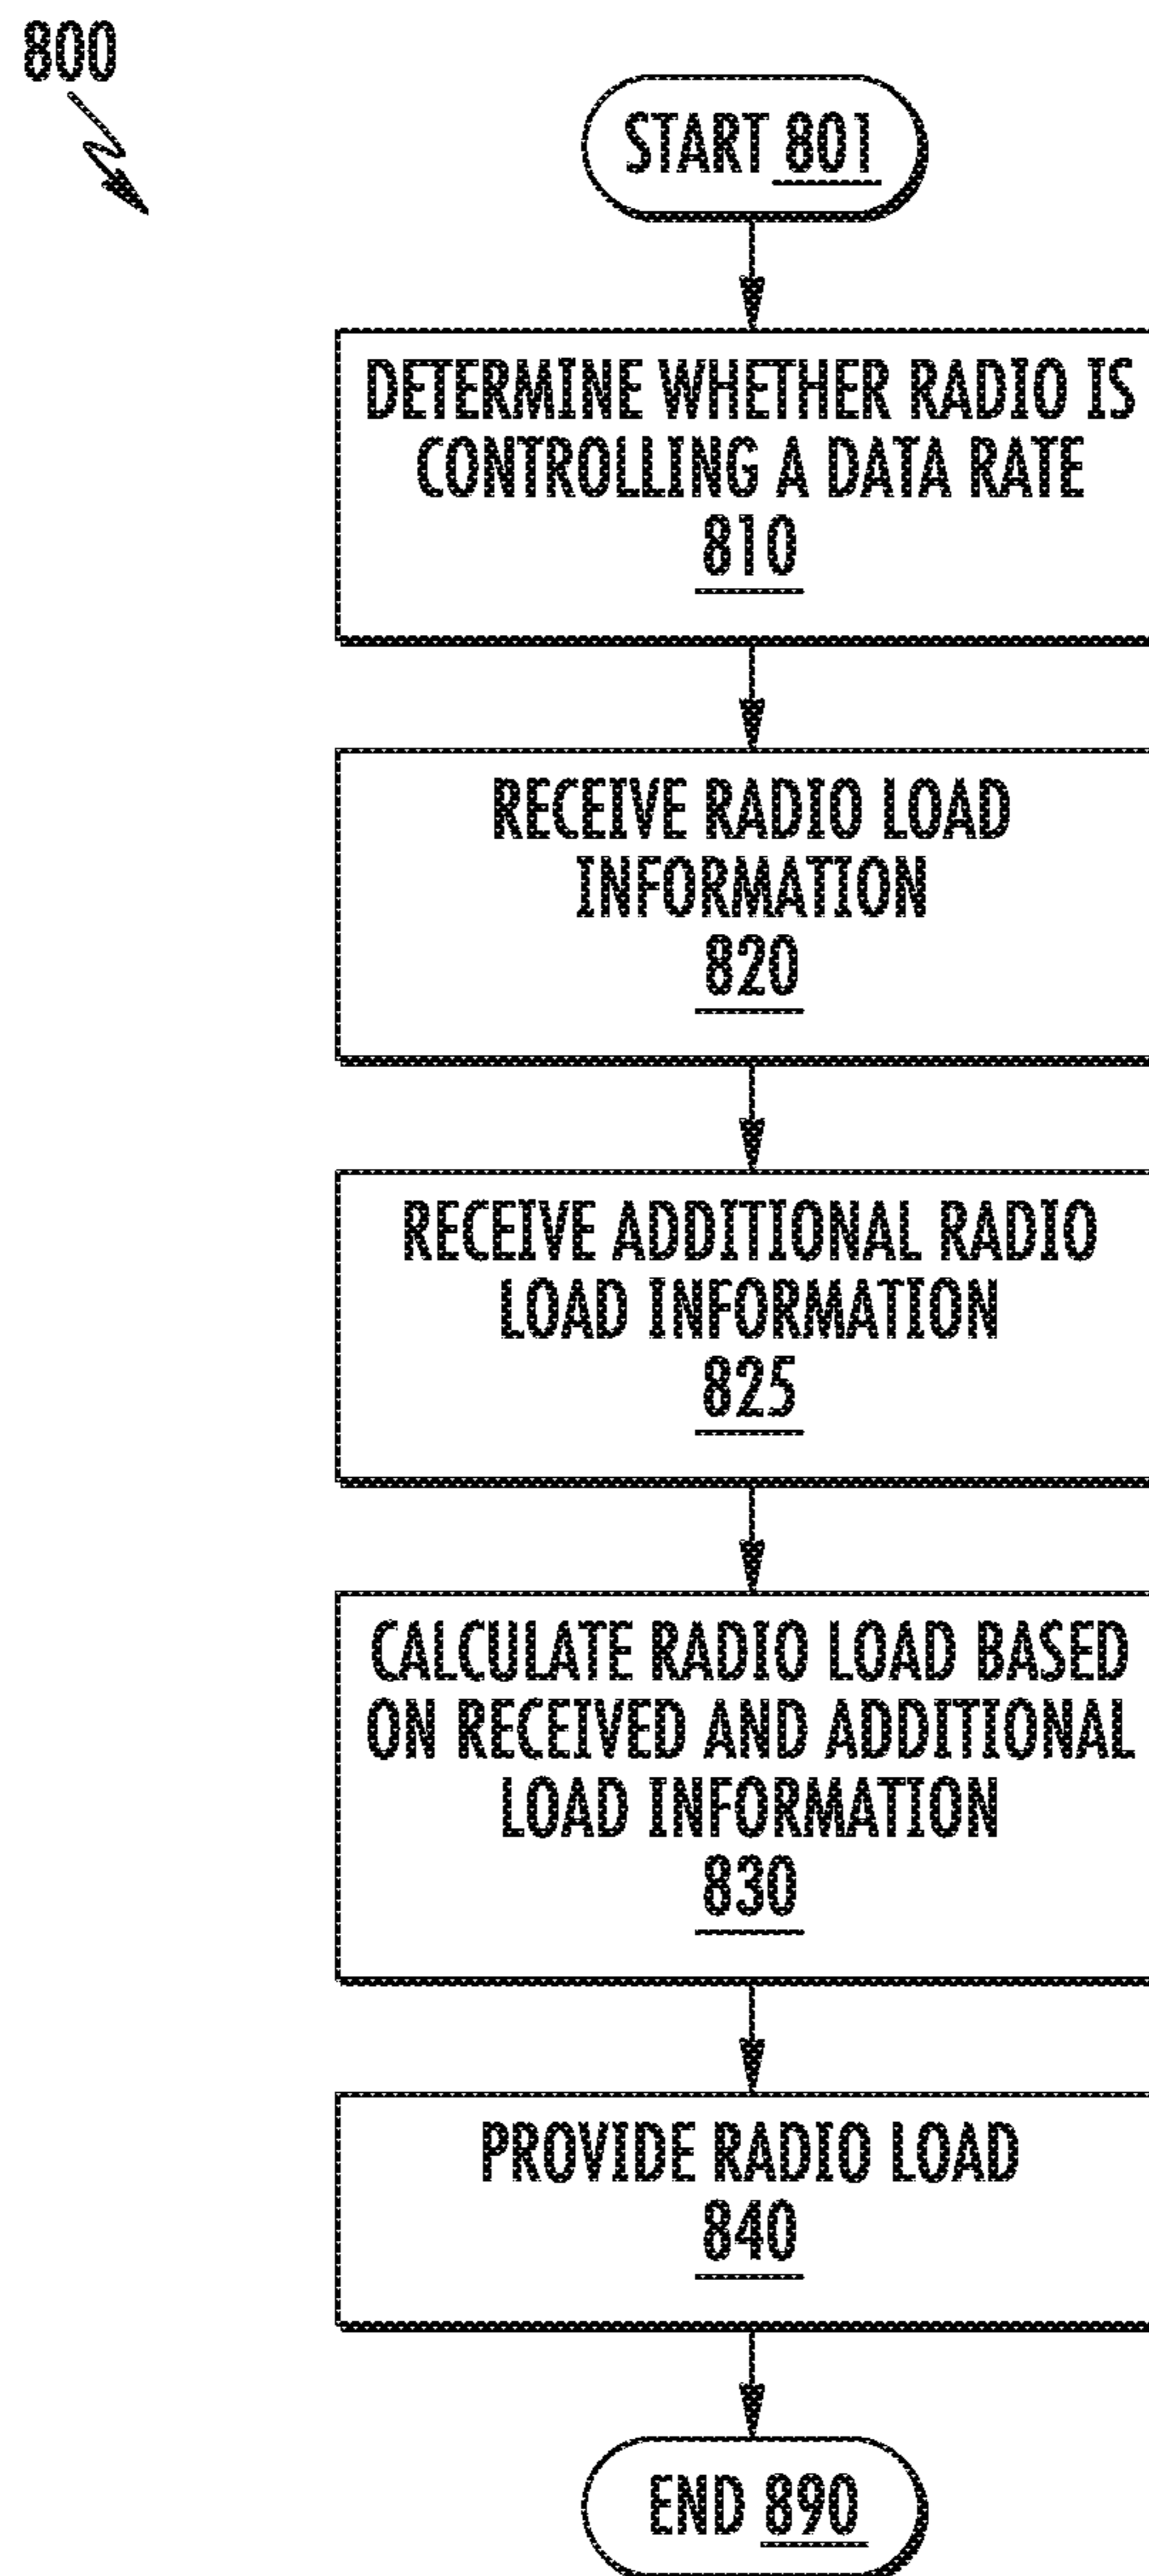 800
START 801
DETERMINE WHETHER RADIO IS
CONTROLLING A DATA RATE
810
RECEIVE RADIO LOAD
INFORMATION
820
RECEIVE ADDITIONAL RADIO
LOAD INFORMATION
825
CALCULATE RADIO LOAD BASED
ON RECEIVED AND ADDITIONAL
LOAD INFORMATION
830
PROVIDE RADIO LOAD
840
END 890